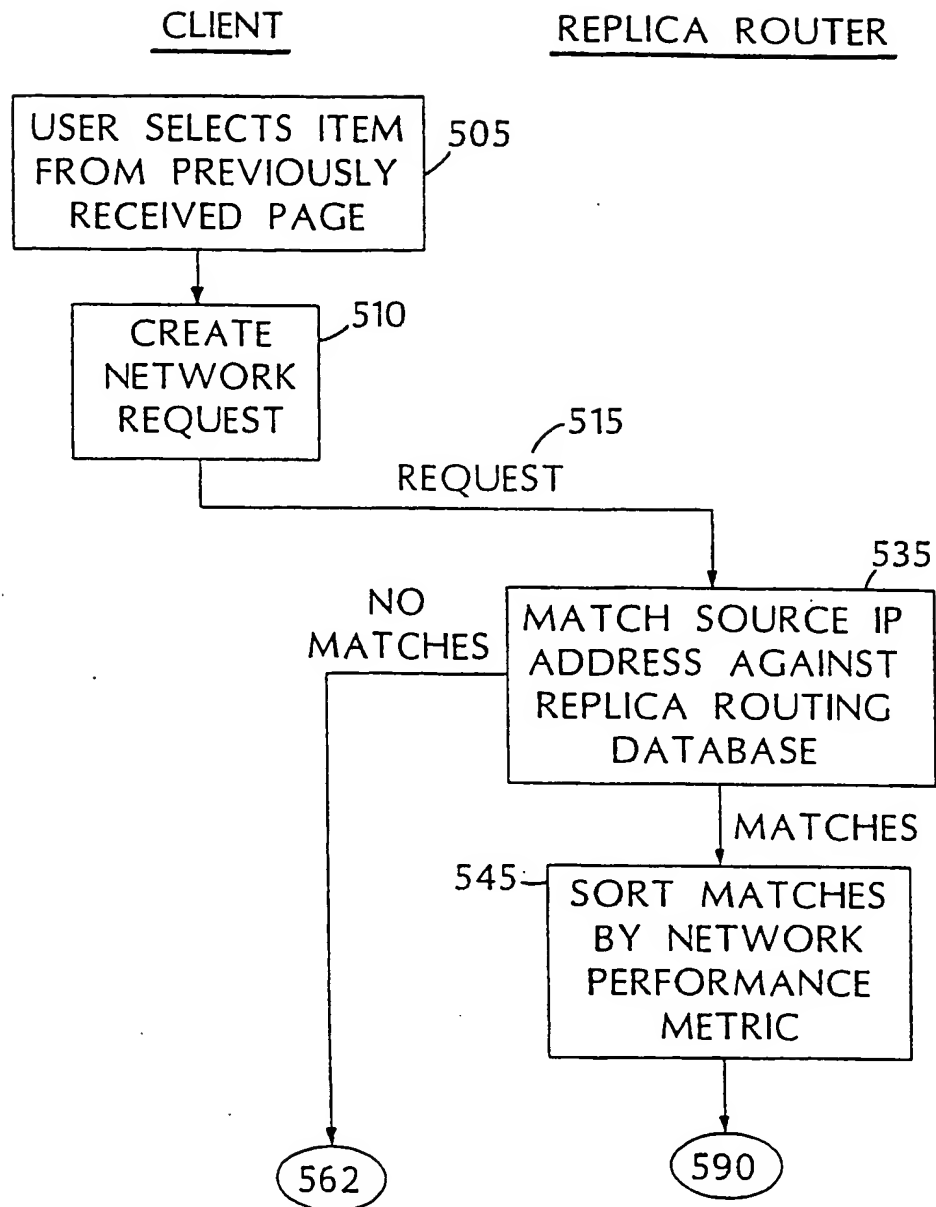 CLIENT
REPLICA ROUTER
USER SELECTS ITEM
FROM PREVIOUSLY
RECEIVED PAGE
505
CREATE
NETWORK
REQUEST
510
515
REQUEST
535
NO
MATCHES
MATCH SOURCE IP
ADDRESS AGAINST
REPLICA ROUTING
DATABASE
MATCHES
545
SORT MATCHES
BY NETWORK
PERFORMANCE
METRIC
562
590